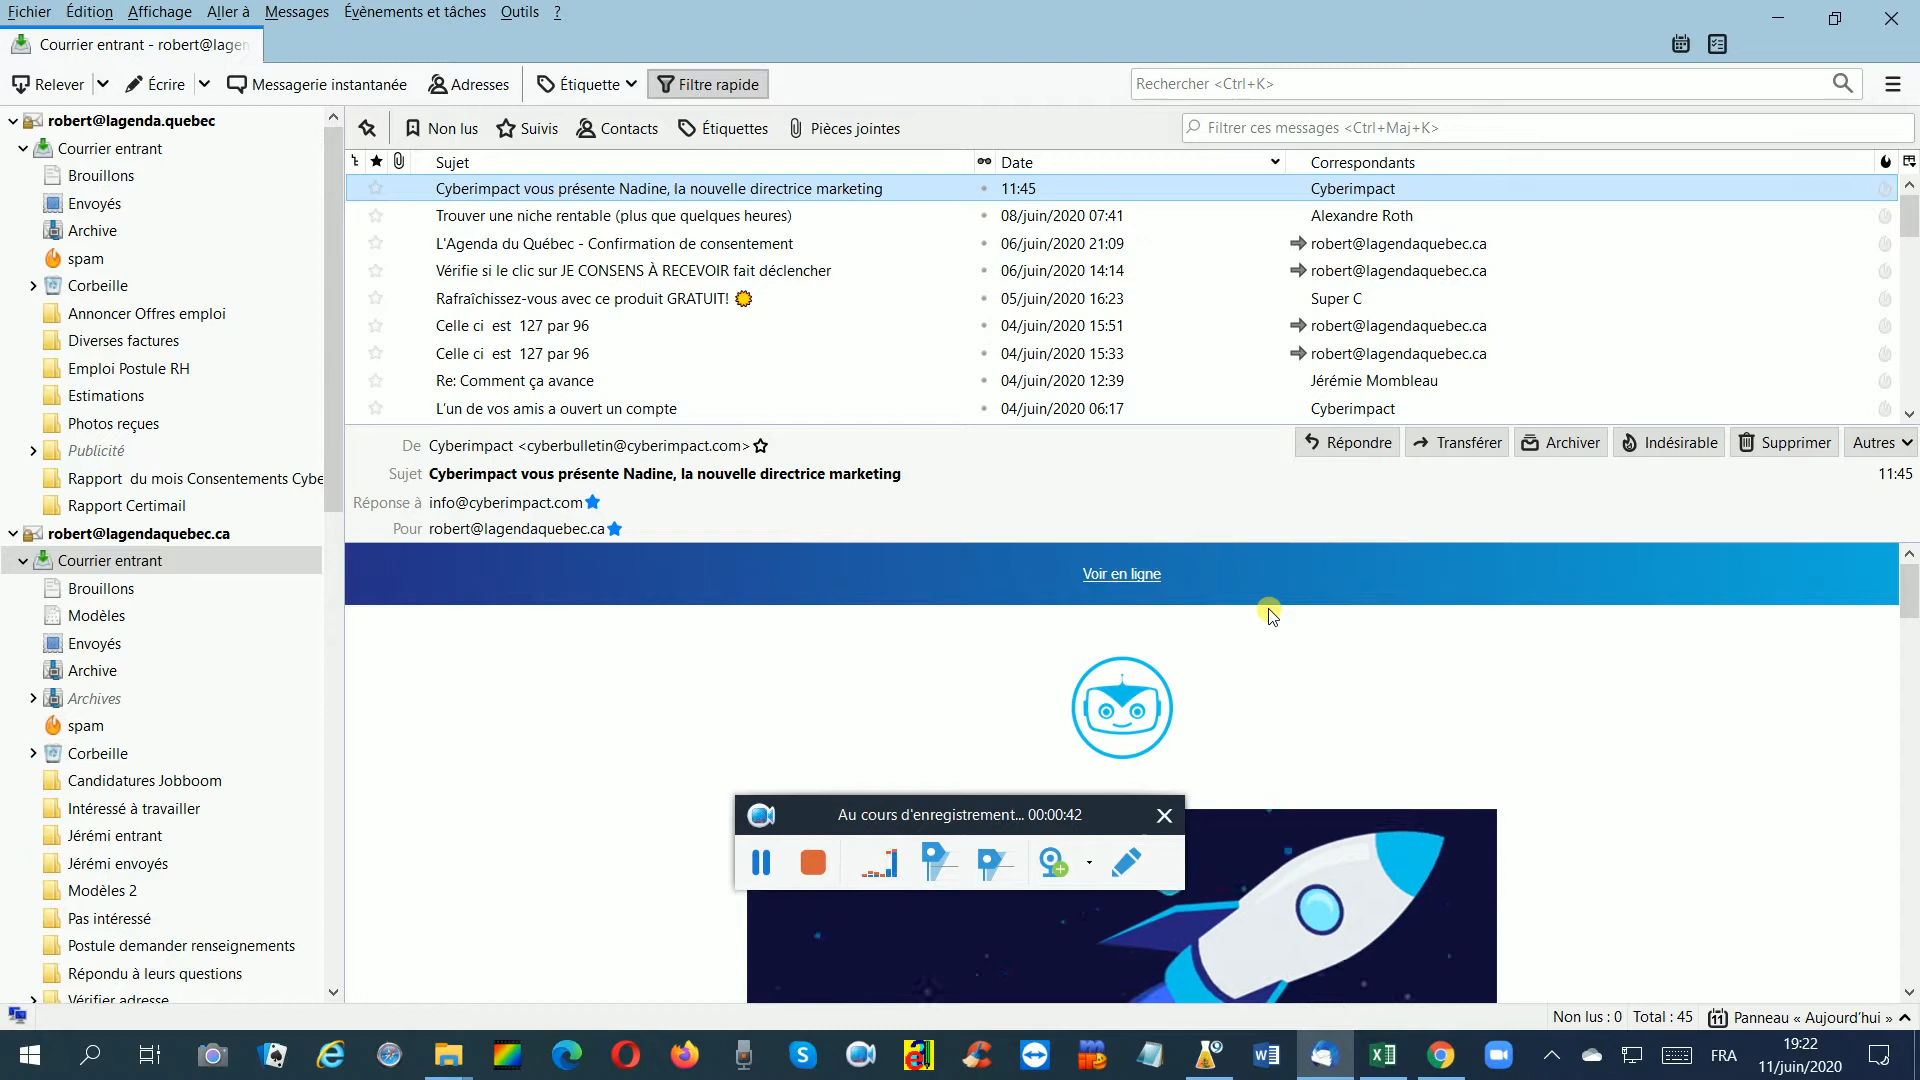 Fichier Édition Affichage Aller à Messages Évènements et tâches Outils ?
Courrier entrant - robert@lagen
Relever Écrire Messagerie instantanée Adresses Étiquette Filtre rapide Rechercher <Ctrl+K>
robert@lagenda.quebec
Courrier entrant
Brouillons
Envoyés
Archive
spam
Corbeille
Annoncer Offres emploi
Diverses factures
Emploi Postule RH
Estimations
Photos reçues
Publicité
Rapport du mois Consentements Cybe
Rapport Certimail
robert@lagendaquebec.ca
Courrier entrant
Brouillons
Modèles
Envoyés
Archive
Archives
spam
Corbeille
Candidatures Jobboom
Intéressé à travailler
Jérémi entrant
Jérémi envoyés
Modèles 2
Pas intéressé
Postule demander renseignements
Répondu à leurs questions
Vérifier adresse
Non lus Suivis Contacts Étiquettes Pièces jointes Filtrer ces messages <Ctrl+Maj+K>
Sujet Date Correspondants
Cyberimpact vous présente Nadine, la nouvelle directrice marketing 11:45 Cyberimpact
Trouver une niche rentable (plus que quelques heures) 08/juin/2020 07:41 Alexandre Roth
L'Agenda du Québec - Confirmation de consentement 06/juin/2020 21:09 robert@lagendaquebec.ca
Vérifie si le clic sur JE CONSENS À RECEVOIR fait déclencher 06/juin/2020 14:14 robert@lagendaquebec.ca
Rafraîchissez-vous avec ce produit GRATUIT! 05/juin/2020 16:23 Super C
Celle ci est 127 par 96 04/juin/2020 15:51 robert@lagendaquebec.ca
Celle ci est 127 par 96 04/juin/2020 15:33 robert@lagendaquebec.ca
Re: Comment ça avance 04/juin/2020 12:39 Jérémie Mombleau
L'un de vos amis a ouvert un compte 04/juin/2020 06:17 Cyberimpact
De Cyberimpact <cyberbulletin@cyberimpact.com> Répondre Transférer Archiver Indésirable Supprimer Autres
Sujet Cyberimpact vous présente Nadine, la nouvelle directrice marketing 11:45
Réponse à info@cyberimpact.com
Pour robert@lagendaquebec.ca
Voir en ligne
Au cours d'enregistrement... 00:00:42
Non lus : 0 Total : 45 11 Panneau « Aujourd'hui »
FRA 19:22
11/juin/2020